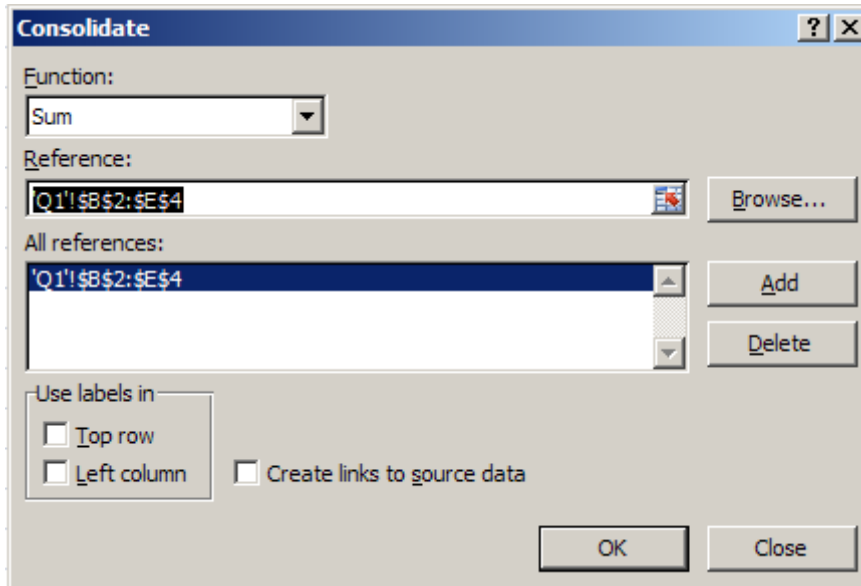 Consolidate
Function:
Sum
Reference:
'Q1'!$B$2:$E$4
Browse...
All references:
'Q1'!$B$2:$E$4
Add
Delete
Use labels in
Top row
Left column
Create links to source data
OK
Close